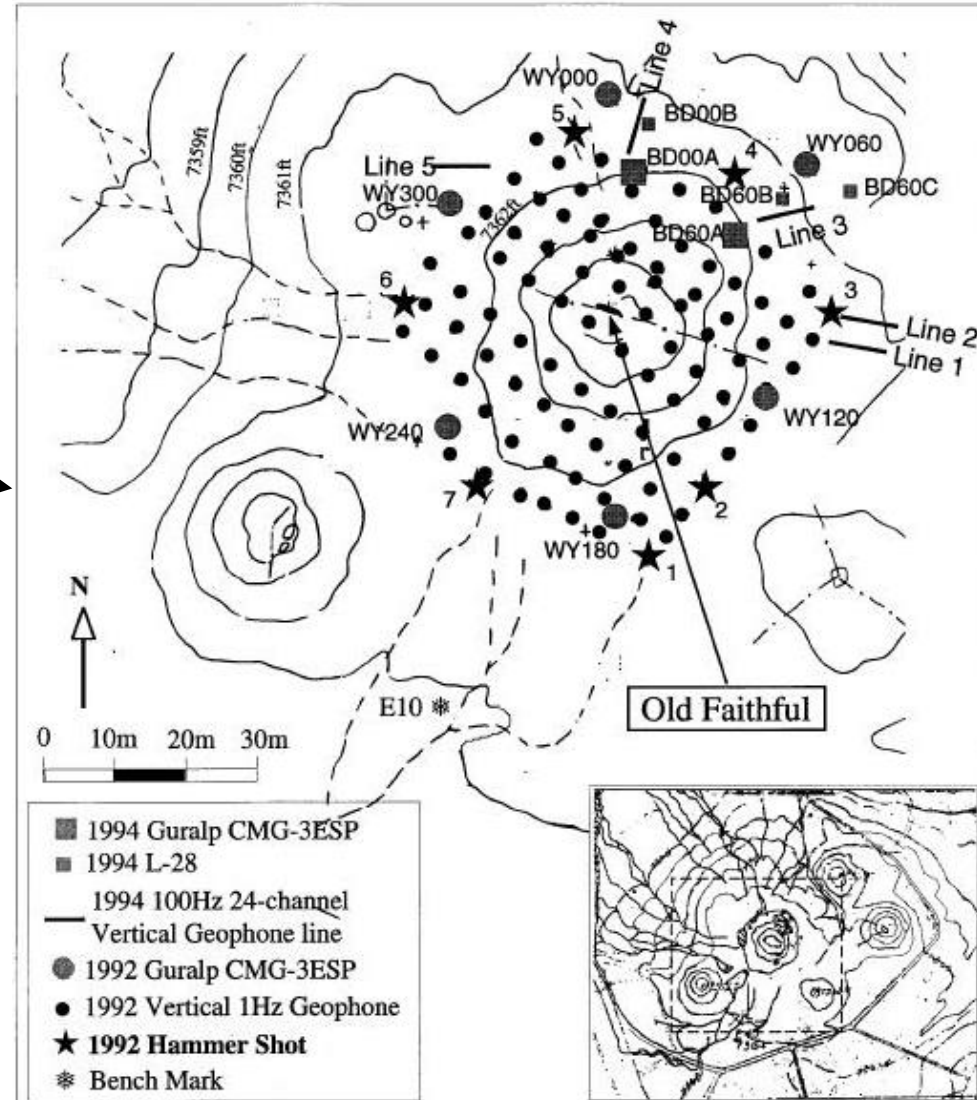 Line 4
WY000
5
BD00B
4
WY060
7359ft
7360ft
7361ft
Line 5
BD00A
WY300
BD60B
BD60C
7362ft
BD60A
Line 3
6
3
Line 2
Line 1
WY240
WY120
7
2
WY180
1
N
E10
Old Faithful
0 10m 20m 30m
1994 Guralp CMG-3ESP
1994 L-28
1994 100Hz 24-channel
Vertical Geophone line
1992 Guralp CMG-3ESP
1992 Vertical 1Hz Geophone
1992 Hammer Shot
Bench Mark